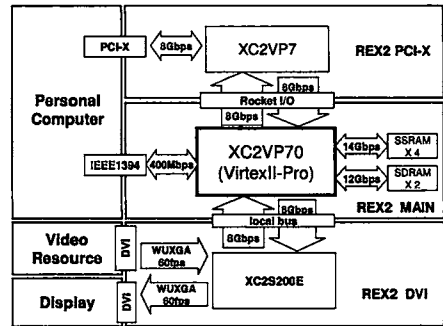 PCI-X
8Gbps
XC2VP7
REX2 PCI-X
8Gbps
Rocket I/O
8Gbps
Personal
Computer
XC2VP70
(VirtexII-Pro)
14Gbps
SSRAM
X 4
IEEE1394
400Mbps
12Gbps
SDRAM
X 2
REX2 MAIN
8Gbps
local bus
8Gbps
Video
Resource
DVI
WUXGA
60fps
XC2S200E
Display
DVI
WUXGA
60fps
REX2 DVI